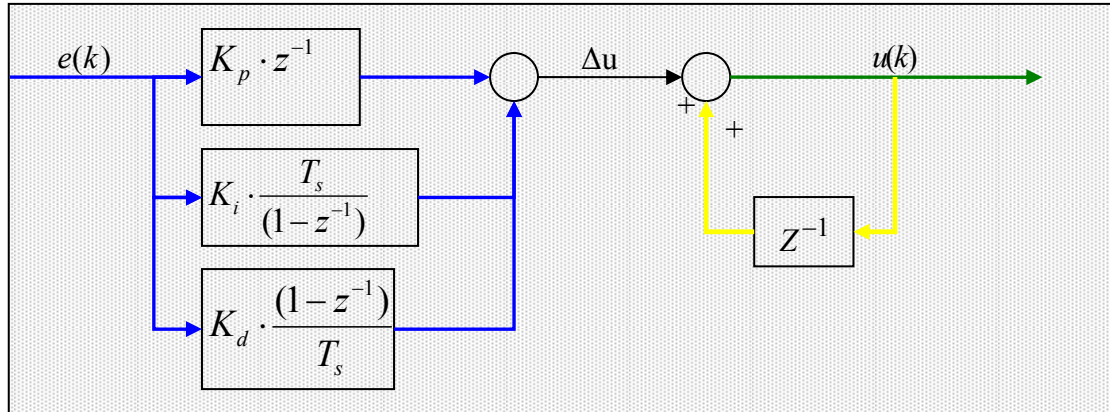 e(k)
K_p · z^{-1}
Δu
u(k)
+
+
K_i · T_s / (1 − z^{-1})
Z^{-1}
K_d · (1 − z^{-1}) / T_s